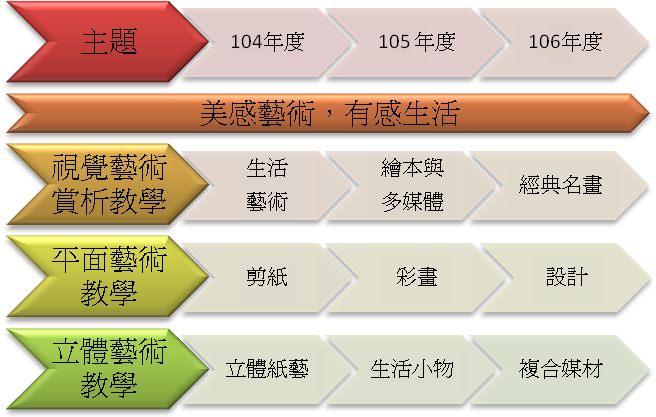 主題
104年度
105 年度
106年度
美感藝術，有感生活
視覺藝術
賞析教學
生活
藝術
繪本與
多媒體
經典名畫
平面藝術
教學
剪紙
彩畫
設計
立體藝術
教學
立體紙藝
生活小物
複合媒材